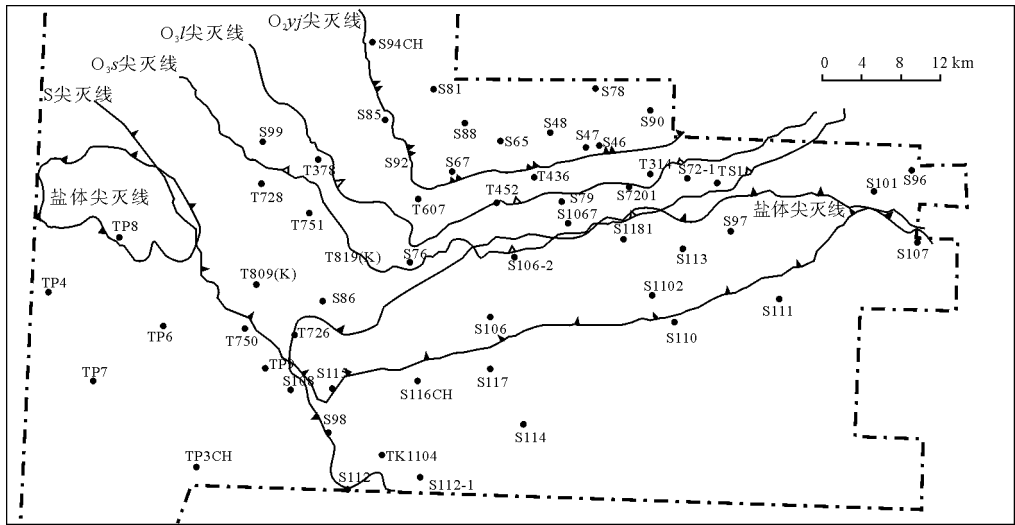 O₂yj尖灭线
O₃l尖灭线
O₃s尖灭线
S尖灭线
S94CH
S81
S78
0 4 8 12 km
S85
S88
S90
S99
S48
S65
S47
S46
T378
S92
S67
T436
T314
S72-1
TS1
S96
S101
T728
T452
S79
S7201
盐体尖灭线
T607
S1067
盐体尖灭线
TP8
T751
S97
S1181
S107
T819(K)
S76
S106-2
S113
TP4
T809(K)
S86
S1102
S111
TP6
T750
T726
S106
S110
TP7
TP9
S108
S115
S116CH
S117
S98
S114
TP3CH
TK1104
S112
S112-1